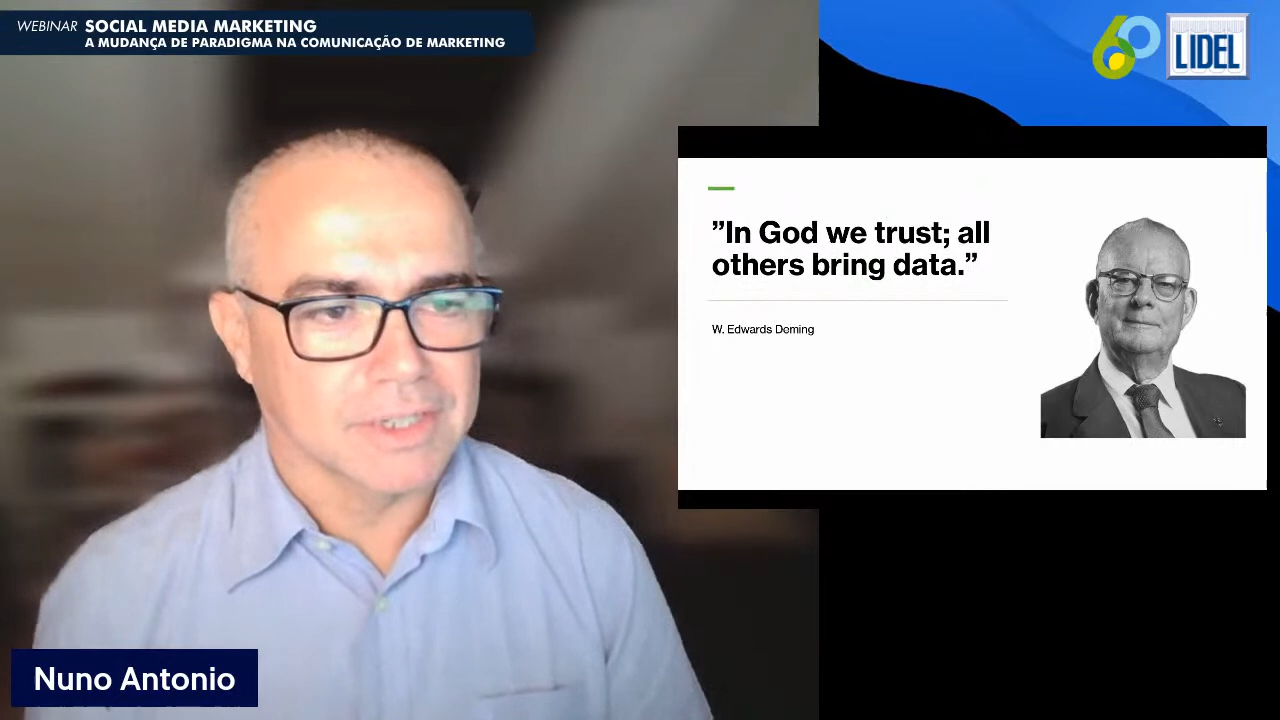 WEBINAR SOCIAL MEDIA MARKETING
A MUDANÇA DE PARADIGMA NA COMUNICAÇÃO DE MARKETING
60 LIDEL
”In God we trust; all
others bring data.”
W. Edwards Deming
Nuno Antonio